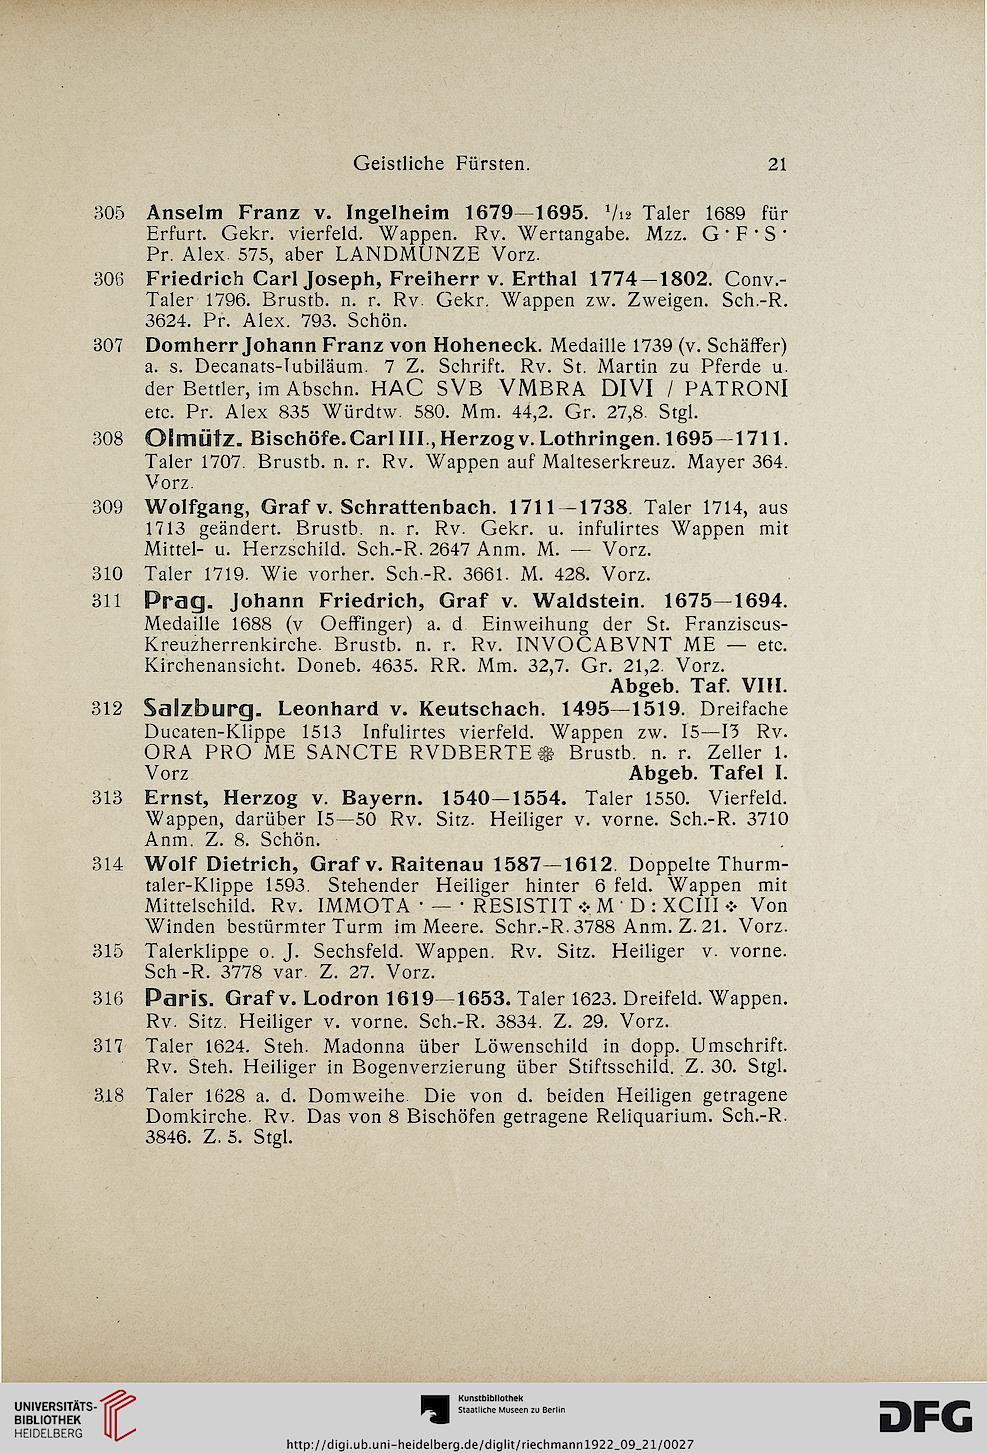 Geistliche Fürsten. 21
305 Anselm Franz v. Ingelheim 1679—1695. 1/12 Taler 1689 für
Erfurt. Gekr. vierfeld. Wappen. Rv. Wertangabe. Mzz. G • F • S •
Pr. Alex. 575, aber LANDMUNZE Vorz.
306 Friedrich Carl Joseph, Freiherr v. Erthal 1774—1802. Conv.-
Taler 1796. Brustb. n. r. Rv. Gekr. Wappen zw. Zweigen. Sch.-R.
3624. Pr. Alex. 793. Schön.
307 Domherr Johann Franz von Hoheneck. Medaille 1739 (v. Schäffer)
a. s. Decanats-Iubiläum. 7 Z. Schrift. Rv. St. Martin zu Pferde u.
der Bettler, im Abschn. HAC SVB VMBRA DIVI / PATRONI
etc. Pr. Alex 835 Würdtw. 580. Mm. 44,2. Gr. 27,8. Stgl.
308 Olmütz. Bischöfe. Carl III., Herzog v. Lothringen. 1695—1711.
Taler 1707. Brustb. n. r. Rv. Wappen auf Malteserkreuz. Mayer 364.
Vorz.
309 Wolfgang, Graf v. Schrattenbach. 1711—1738. Taler 1714, aus
1713 geändert. Brustb. n. r. Rv. Gekr. u. infulirtes Wappen mit
Mittel- u. Herzschild. Sch.-R. 2647 Anm. M. — Vorz.
310 Taler 1719. Wie vorher. Sch.-R. 3661. M. 428. Vorz.
311 Prag. Johann Friedrich, Graf v. Waldstein. 1675—1694.
Medaille 1688 (v Oeffinger) a. d Einweihung der St. Franziscus-
Kreuzherrenkirche. Brustb. n. r. Rv. INVOCABVNT ME — etc.
Kirchenansicht. Doneb. 4635. RR. Mm. 32,7. Gr. 21,2. Vorz.
Abgeb. Taf. VIII.
312 Salzburg. Leonhard v. Keutschach. 1495—1519. Dreifache
Ducaten-Klippe 1513 Infulirtes vierfeld. Wappen zw. I5—I3 Rv.
ORA PRO ME SANCTE RVDBERTE ❁ Brustb. n. r. Zeller 1.
Vorz Abgeb. Tafel I.
313 Ernst, Herzog v. Bayern. 1540—1554. Taler 1550. Vierfeld.
Wappen, darüber I5—50 Rv. Sitz. Heiliger v. vorne. Sch.-R. 3710
Anm. Z. 8. Schön.
314 Wolf Dietrich, Graf v. Raitenau 1587—1612. Doppelte Thurm-
taler-Klippe 1593. Stehender Heiliger hinter 6 feld. Wappen mit
Mittelschild. Rv. IMMOTA • — • RESISTIT ⁘ M • D : XCIII ⁘ Von
Winden bestürmter Turm im Meere. Schr.-R. 3788 Anm. Z. 21. Vorz.
315 Talerklippe o. J. Sechsfeld. Wappen. Rv. Sitz. Heiliger v. vorne.
Sch-R. 3778 var. Z. 27. Vorz.
316 Paris. Graf v. Lodron 1619—1653. Taler 1623. Dreifeld. Wappen.
Rv. Sitz. Heiliger v. vorne. Sch.-R. 3834. Z. 29. Vorz.
317 Taler 1624. Steh. Madonna über Löwenschild in dopp. Umschrift.
Rv. Steh. Heiliger in Bogenverzierung über Stiftsschild. Z. 30. Stgl.
318 Taler 1628 a. d. Domweihe. Die von d. beiden Heiligen getragene
Domkirche. Rv. Das von 8 Bischöfen getragene Reliquarium. Sch.-R.
3846. Z. 5. Stgl.
UNIVERSITÄTS-
BIBLIOTHEK
HEIDELBERG
Kunstbibliothek
Staatliche Museen zu Berlin
DFG
http://digi.ub.uni-heidelberg.de/diglit/riechmann1922_09_21/0027